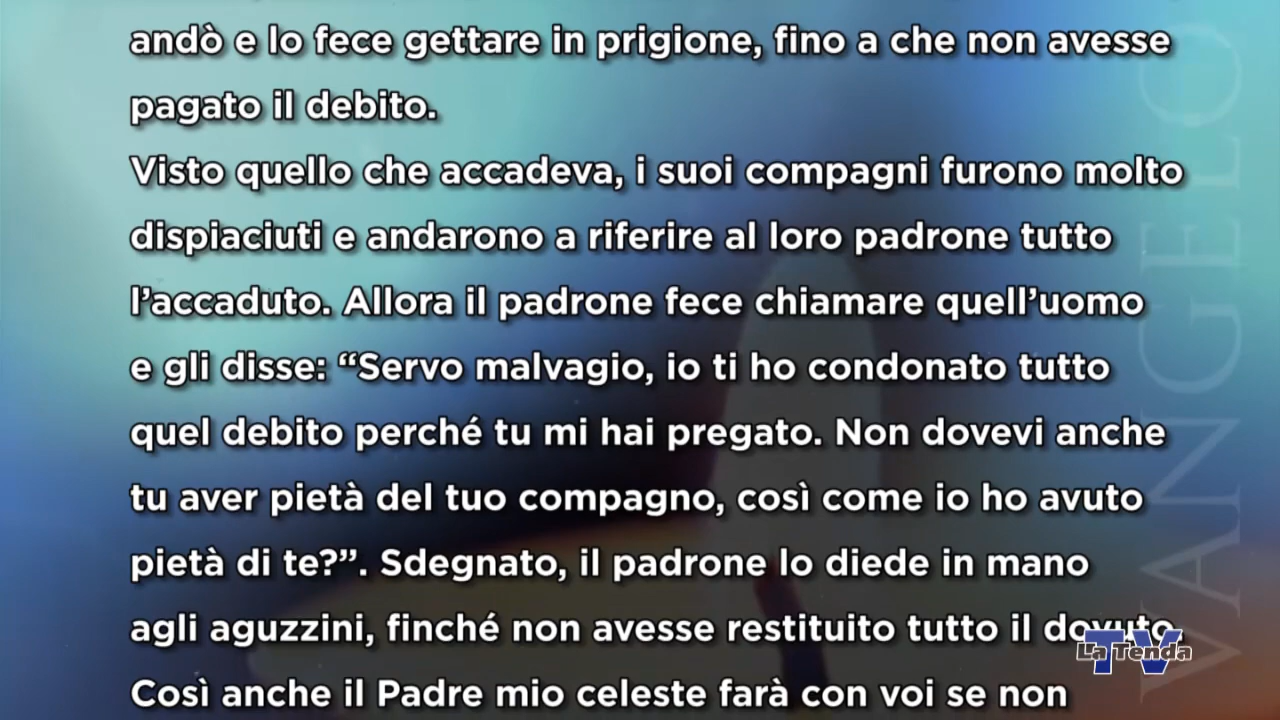 andò e lo fece gettare in prigione, fino a che non avesse
pagato il debito.
Visto quello che accadeva, i suoi compagni furono molto
dispiaciuti e andarono a riferire al loro padrone tutto
l’accaduto. Allora il padrone fece chiamare quell’uomo
e gli disse: “Servo malvagio, io ti ho condonato tutto
quel debito perché tu mi hai pregato. Non dovevi anche
tu aver pietà del tuo compagno, così come io ho avuto
pietà di te?”. Sdegnato, il padrone lo diede in mano
agli aguzzini, finché non avesse restituito tutto il dovuto.
Così anche il Padre mio celeste farà con voi se non
VANGELO
TV
La Tenda